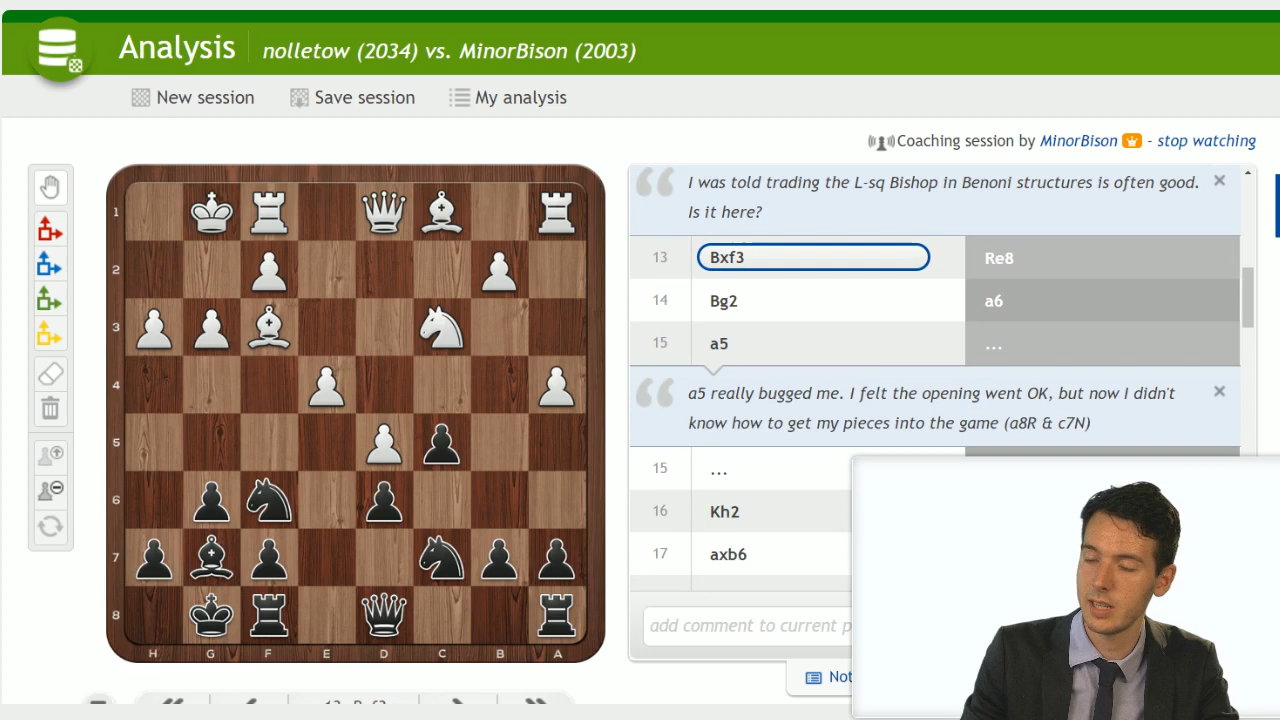 Analysis nolletow (2034) vs. MinorBison (2003)
New session Save session My analysis
Coaching session by MinorBison - stop watching
I was told trading the L-sq Bishop in Benoni structures is often good.
Is it here?
13 Bxf3 Re8
14 Bg2 a6
15 a5 ...
a5 really bugged me. I felt the opening went OK, but now I didn't
know how to get my pieces into the game (a8R & c7N)
15 ...
16 Kh2
17 axb6
add comment to current p
Not
1
2
3
4
5
6
7
8
H G F E D C B A